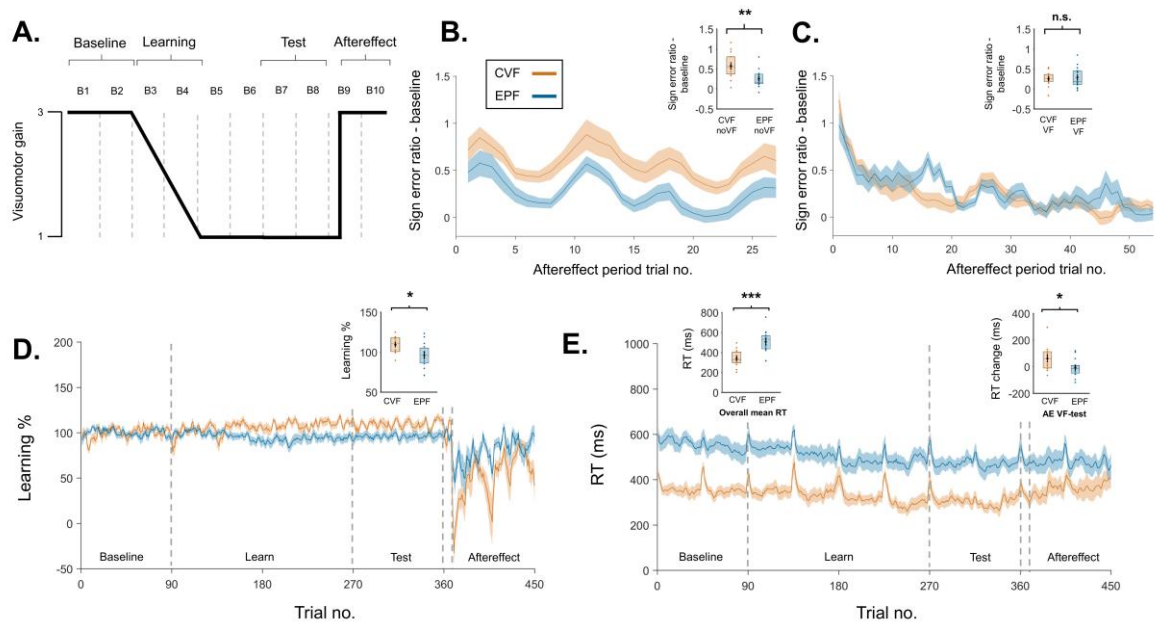 A.
Baseline Learning Test Aftereffect
B1 B2 B3 B4 B5 B6 B7 B8 B9 B10
Visuomotor gain
3
1
B.
CVF
EPF
Sign error ratio - baseline
1.5
1
0.5
0
5 10 15 20 25
Aftereffect period trial no.
**
Sign error ratio -
baseline
1.5
1.0
0.5
0
-0.5
CVF EPF
noVF noVF
C.
Sign error ratio - baseline
1.5
1
0.5
0
0 10 20 30 40 50
Aftereffect period trial no.
n.s.
Sign error ratio -
baseline
1.5
1.0
0.5
0
-0.5
CVF EPF
VF VF
D.
Learning %
200
150
100
50
0
-50
Baseline Learn Test Aftereffect
0 90 180 270 360 450
Trial no.
*
Learning %
150
100
50
CVF EPF
E.
RT
(ms)
1000
800
600
400
200
0
Baseline Learn Test Aftereffect
0 90 180 270 360 450
Trial no.
***
RT (ms)
800
600
400
200
0
CVF EPF
Overall mean RT
*
RT change
(ms)
400
200
0
-200
CVF EPF
AE VF-test